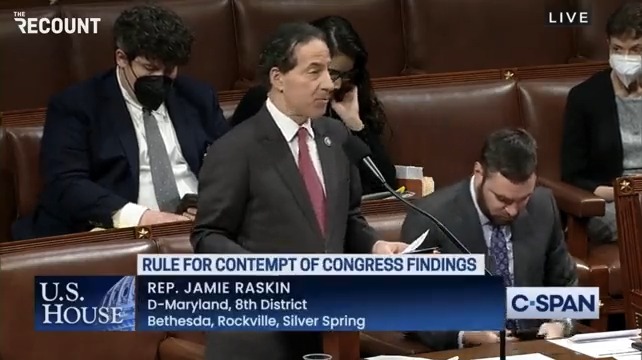 THE
RECOUNT
LIVE
RULE FOR CONTEMPT OF CONGRESS FINDINGS
U.S.
HOUSE
REP. JAMIE RASKIN
D-Maryland, 8th District
Bethesda, Rockville, Silver Spring
C-SPAN